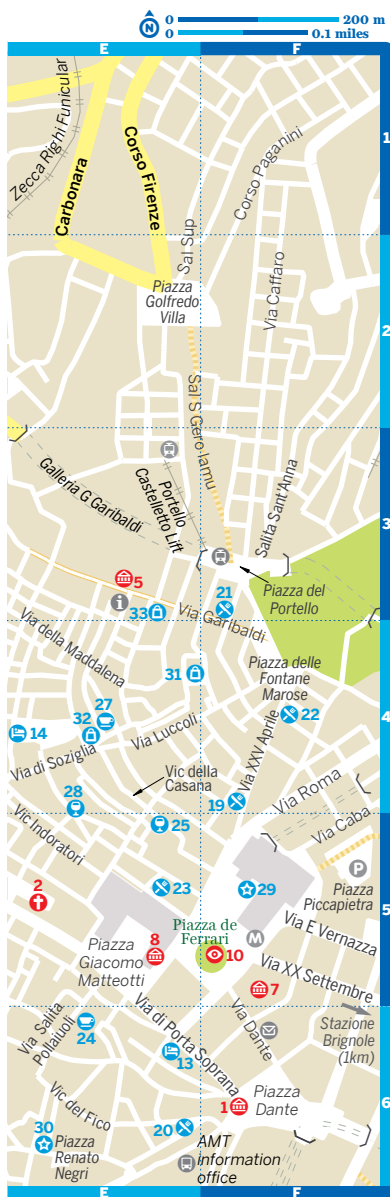 0 200 m
N
0 0.1 miles
E F
1
Zecca Righi Funicular
Carbonara
Corso Firenze
Sal Sup
Corso Paganini
Piazza
Golfredo
Villa
Via Caffaro
2
Sal S Gero lamu
Galleria G Garibaldi
Portello
Castelletto Lift
Salita Sant'Anna
3
5
i
33
21
Via Garibaldi
Piazza del
Portello
Via della Maddalena
31
Piazza delle
Fontane
Marose
4
27
32
14
22
Via di Soziglia
Via Luccoli
Via XXV Aprile
Vic della
Casana
28
19
25
Via Roma
Via Caba
Vic Indoratori
2
23
29
P
Piazza
Piccapietra
5
Piazza de
Ferrari
M
Via E Vernazza
8
10
Piazza
Giacomo
Matteotti
7
Via XX Settembre
Via Salita
Pollaiuoli
24
Via di Porta Soprana
Via Dante
Stazione
Brignole
(1km)
13
6
Vic dei Fico
1
Piazza
Dante
30
Piazza
Renato
Negri
20
AMT
Information
office
E F